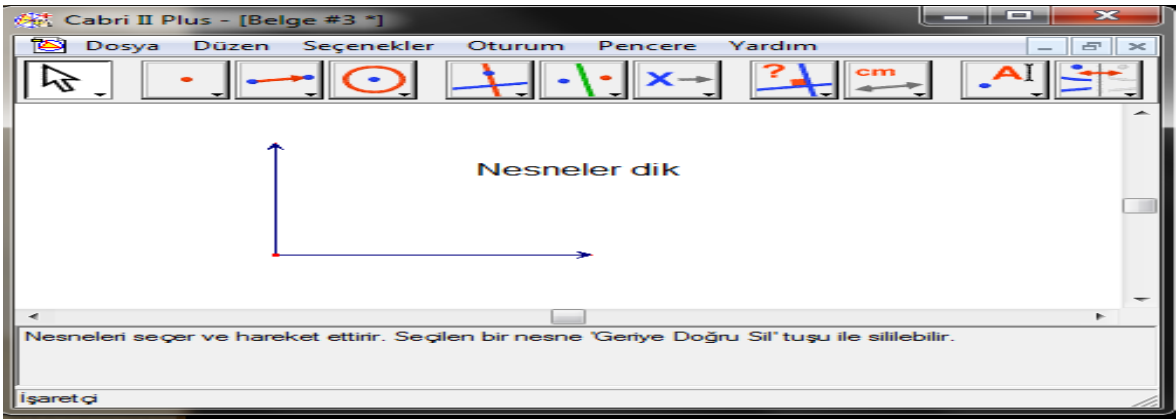 Cabri II Plus - [Belge #3 *]
Dosya Düzen Seçenekler Oturum Pencere Yardım
X ? cm A
Nesneler dik
Nesneleri seçer ve hareket ettirir. Seçilen bir nesne 'Geriye Doğru Sil' tuşu ile sililebilir.
İşaretçi